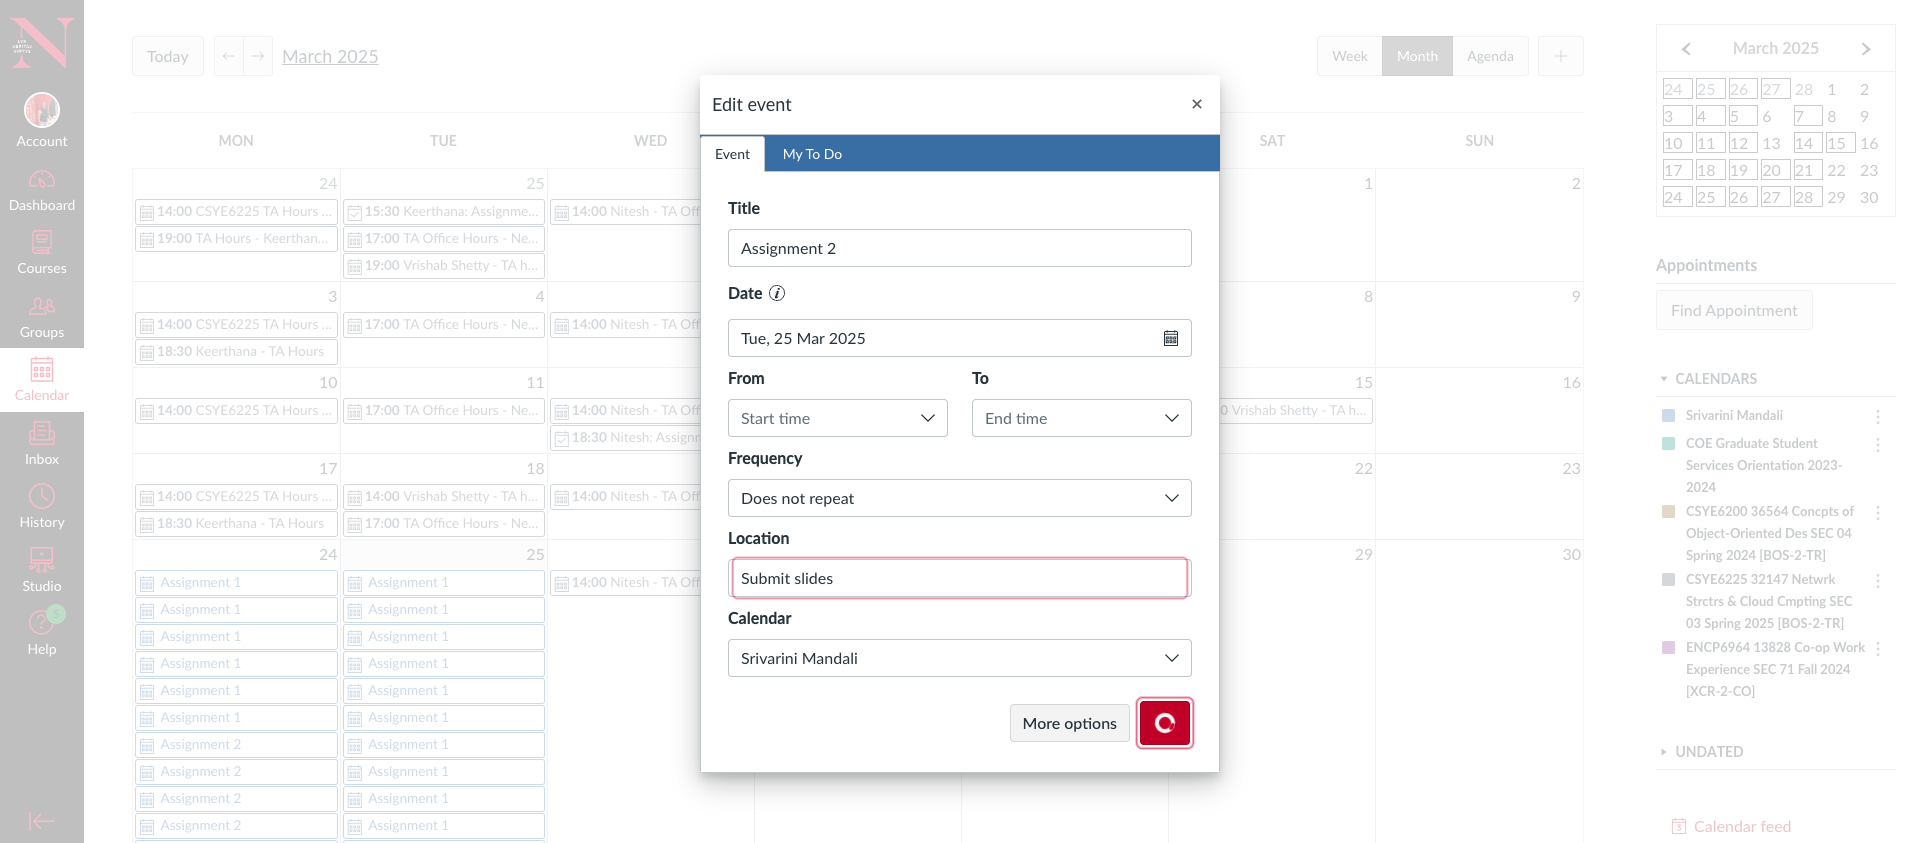 Account
Dashboard
Courses
Groups
Calendar
Inbox
History
Studio
5
Help
Today
March 2025
Week
Month
Agenda
MON
TUE
WED
SAT
SUN
24
25
1
2
14:00 CSYE6225 TA Hours ...
15:30 Keerthana: Assignme...
14:00 Nitesh - TA Off
19:00 TA Hours - Keerthan...
17:00 TA Office Hours - Ne...
19:00 Vrishab Shetty - TA h...
3
4
8
9
14:00 CSYE6225 TA Hours ...
17:00 TA Office Hours - Ne...
14:00 Nitesh - TA Off
18:30 Keerthana - TA Hours
10
11
15
16
14:00 CSYE6225 TA Hours ...
17:00 TA Office Hours - Ne...
14:00 Nitesh - TA Off
0 Vrishab Shetty - TA h...
18:30 Nitesh: Assignm
17
18
22
23
14:00 CSYE6225 TA Hours ...
14:00 Vrishab Shetty - TA h...
14:00 Nitesh - TA Off
18:30 Keerthana - TA Hours
17:00 TA Office Hours - Ne...
24
25
29
30
Assignment 1
Assignment 1
14:00 Nitesh - TA Off
Assignment 1
Assignment 1
Assignment 1
Assignment 1
Assignment 1
Assignment 1
Assignment 1
Assignment 1
Assignment 1
Assignment 1
Assignment 2
Assignment 1
Assignment 2
Assignment 1
Assignment 2
Assignment 1
Assignment 2
Assignment 1
Edit event
Event
My To Do
Title
Assignment 2
Date
Tue, 25 Mar 2025
From
To
Start time
End time
Frequency
Does not repeat
Location
Submit slides
Calendar
Srivarini Mandali
More options
March 2025
24 25 26 27 28 1 2
3 4 5 6 7 8 9
10 11 12 13 14 15 16
17 18 19 20 21 22 23
24 25 26 27 28 29 30
Appointments
Find Appointment
CALENDARS
Srivarini Mandali
COE Graduate Student
Services Orientation 2023-
2024
CSYE6200 36564 Concpts of
Object-Oriented Des SEC 04
Spring 2024 [BOS-2-TR]
CSYE6225 32147 Netwrk
Strctrs & Cloud Cmpting SEC
03 Spring 2025 [BOS-2-TR]
ENCP6964 13828 Co-op Work
Experience SEC 71 Fall 2024
[XCR-2-CO]
UNDATED
Calendar feed